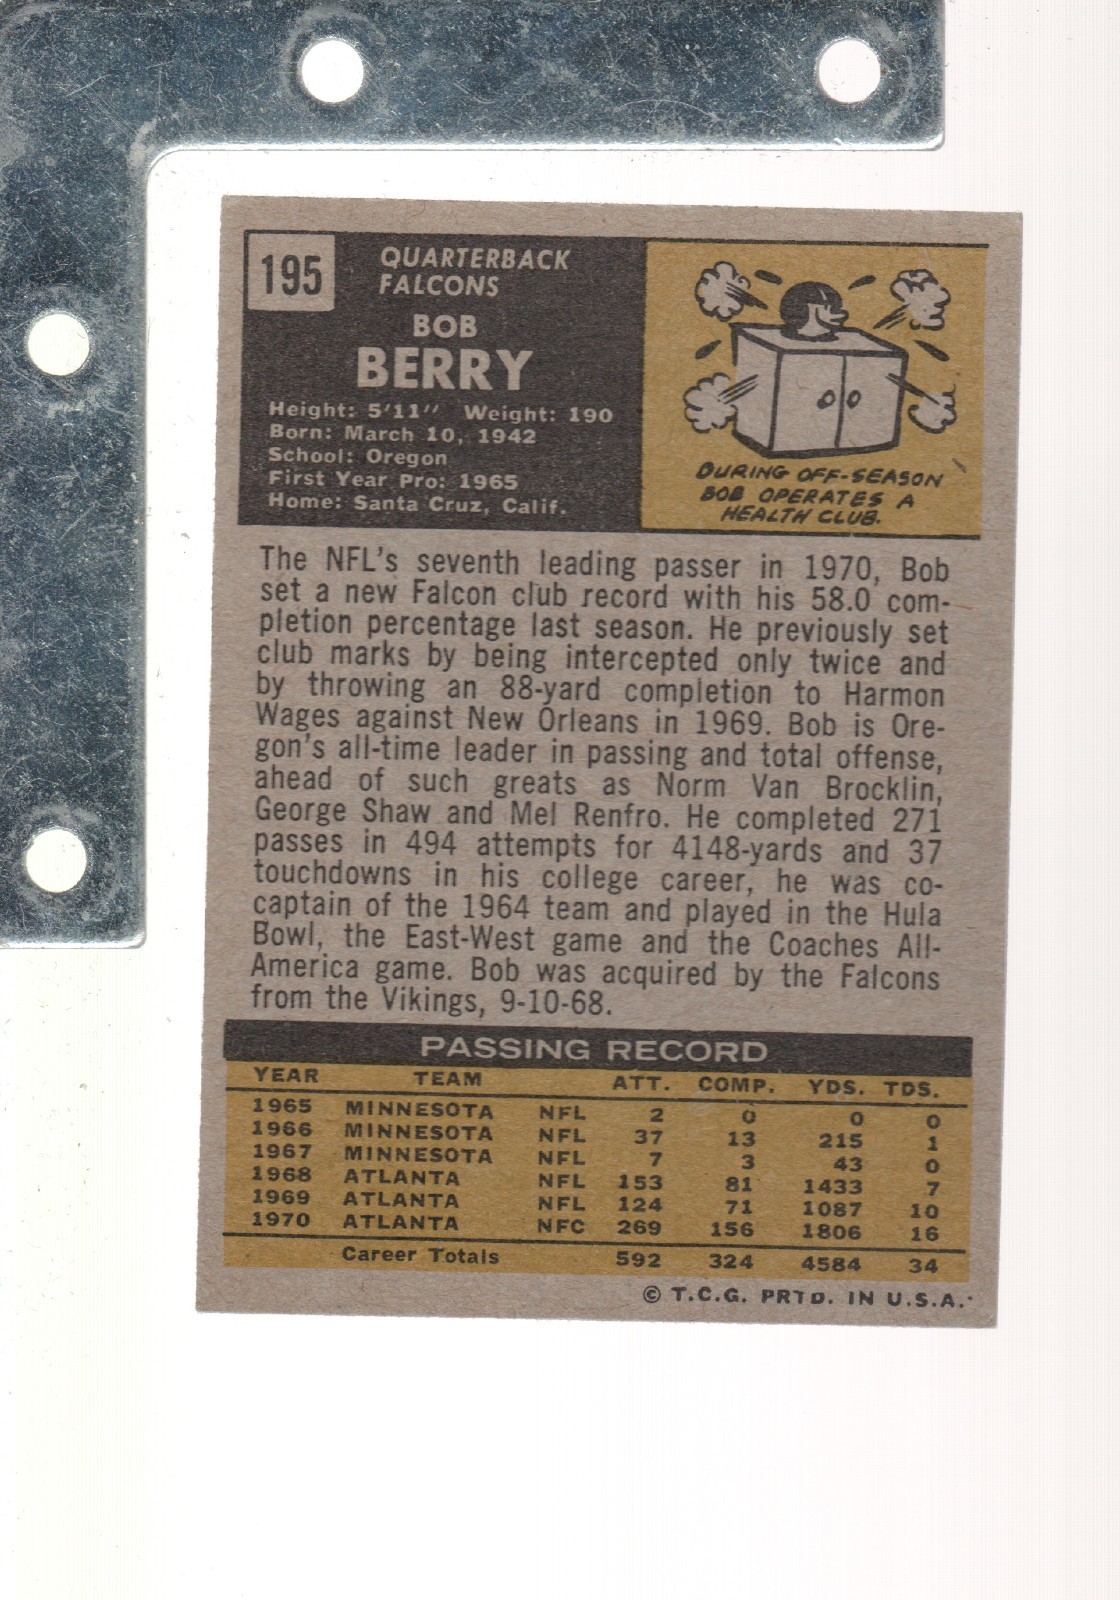 195
QUARTERBACK
FALCONS
BOB
BERRY
Height: 5'11" Weight: 190
Born: March 10, 1942
School: Oregon
First Year Pro: 1965
Home: Santa Cruz, Calif.
DURING OFF-SEASON
BOB OPERATES A
HEALTH CLUB.
The NFL's seventh leading passer in 1970, Bob
set a new Falcon club record with his 58.0 com-
pletion percentage last season. He previously set
club marks by being intercepted only twice and
by throwing an 88-yard completion to Harmon
Wages against New Orleans in 1969. Bob is Ore-
gon's all-time leader in passing and total offense,
ahead of such greats as Norm Van Brocklin,
George Shaw and Mel Renfro. He completed 271
passes in 494 attempts for 4148-yards and 37
touchdowns in his college career, he was co-
captain of the 1964 team and played in the Hula
Bowl, the East-West game and the Coaches All-
America game. Bob was acquired by the Falcons
from the Vikings, 9-10-68.
PASSING RECORD
YEAR TEAM ATT. COMP. YDS. TDS.
1965 MINNESOTA NFL 2 0 0 0
1966 MINNESOTA NFL 37 13 215 1
1967 MINNESOTA NFL 7 3 43 0
1968 ATLANTA NFL 153 81 1433 7
1969 ATLANTA NFL 124 71 1087 10
1970 ATLANTA NFC 269 156 1806 16
Career Totals 592 324 4584 34
© T.C.G. PRTD. IN U.S.A.